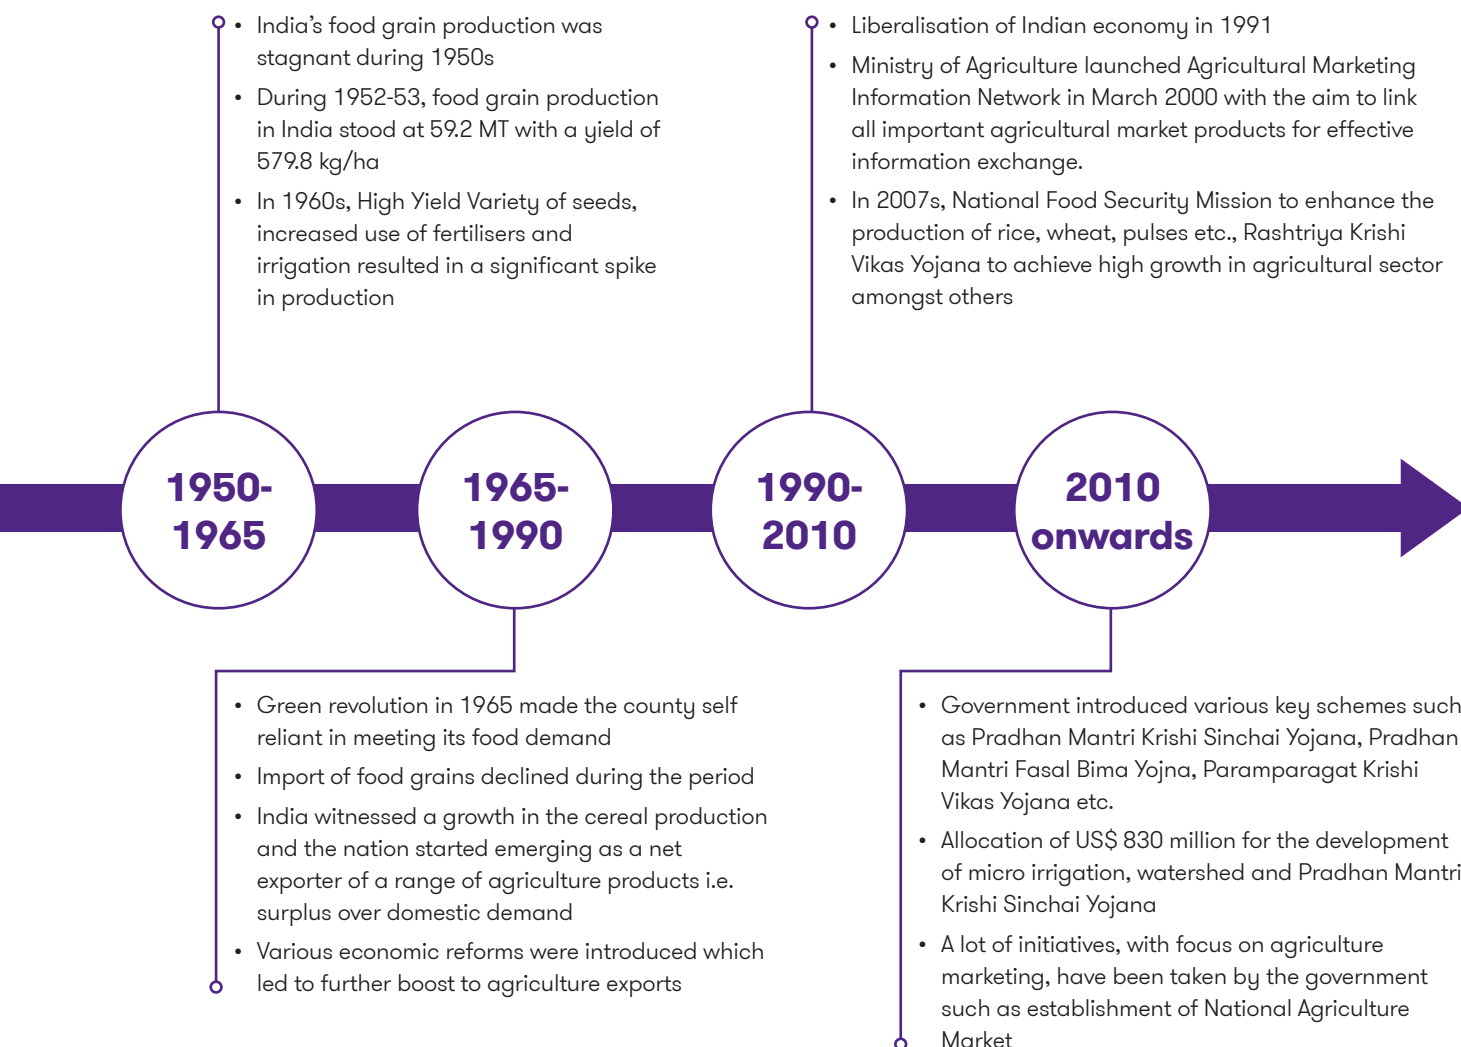 • India’s food grain production was
stagnant during 1950s
• During 1952-53, food grain production
in India stood at 59.2 MT with a yield of
579.8 kg/ha
• In 1960s, High Yield Variety of seeds,
increased use of fertilisers and
irrigation resulted in a significant spike
in production
• Liberalisation of Indian economy in 1991
• Ministry of Agriculture launched Agricultural Marketing
Information Network in March 2000 with the aim to link
all important agricultural market products for effective
information exchange.
• In 2007s, National Food Security Mission to enhance the
production of rice, wheat, pulses etc., Rashtriya Krishi
Vikas Yojana to achieve high growth in agricultural sector
amongst others
1950-
1965
1965-
1990
1990-
2010
2010
onwards
• Green revolution in 1965 made the county self
reliant in meeting its food demand
• Import of food grains declined during the period
• India witnessed a growth in the cereal production
and the nation started emerging as a net
exporter of a range of agriculture products i.e.
surplus over domestic demand
• Various economic reforms were introduced which
led to further boost to agriculture exports
• Government introduced various key schemes such
as Pradhan Mantri Krishi Sinchai Yojana, Pradhan
Mantri Fasal Bima Yojna, Paramparagat Krishi
Vikas Yojana etc.
• Allocation of US$ 830 million for the development
of micro irrigation, watershed and Pradhan Mantri
Krishi Sinchai Yojana
• A lot of initiatives, with focus on agriculture
marketing, have been taken by the government
such as establishment of National Agriculture
Market